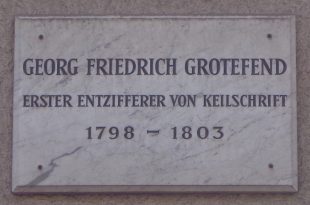 GEORG FRIEDRICH GROTEFEND
ERSTER ENTZIFFERER VON KEILSCHRIFT
1798 – 1803